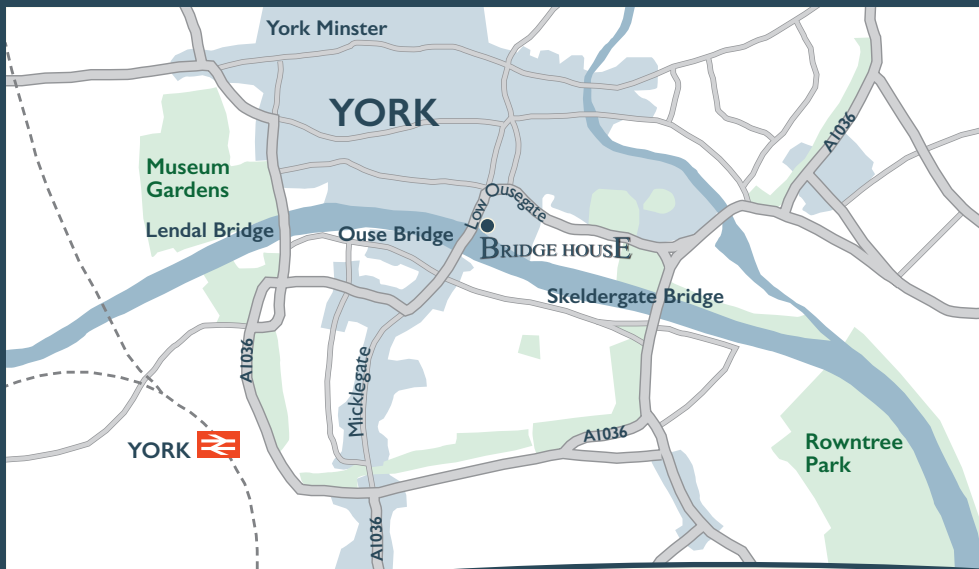 York Minster
YORK
A1036
Museum
Gardens
Low Ousegate
Lendal Bridge
Ouse Bridge
BRIDGE HOUSE
Skeldergate Bridge
A1036
Micklegate
A1036
YORK
Rowntree
Park
A1036